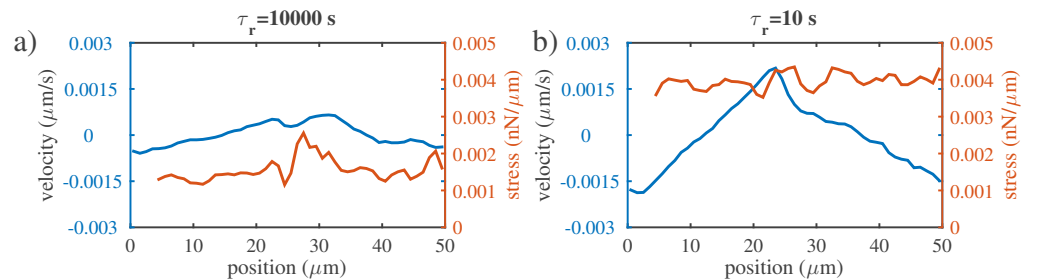 τr=10000 s
a)
velocity (μm/s)
0.003
0.0015
0
-0.0015
-0.003
0.005
0.004
0.003
0.002
0.001
0
stress (nN/μm)
0 10 20 30 40 50
position (μm)
τr=10 s
b)
velocity (μm/s)
0.003
0.0015
0
-0.0015
-0.003
0.005
0.004
0.003
0.002
0.001
0
stress (nN/μm)
0 10 20 30 40 50
position (μm)